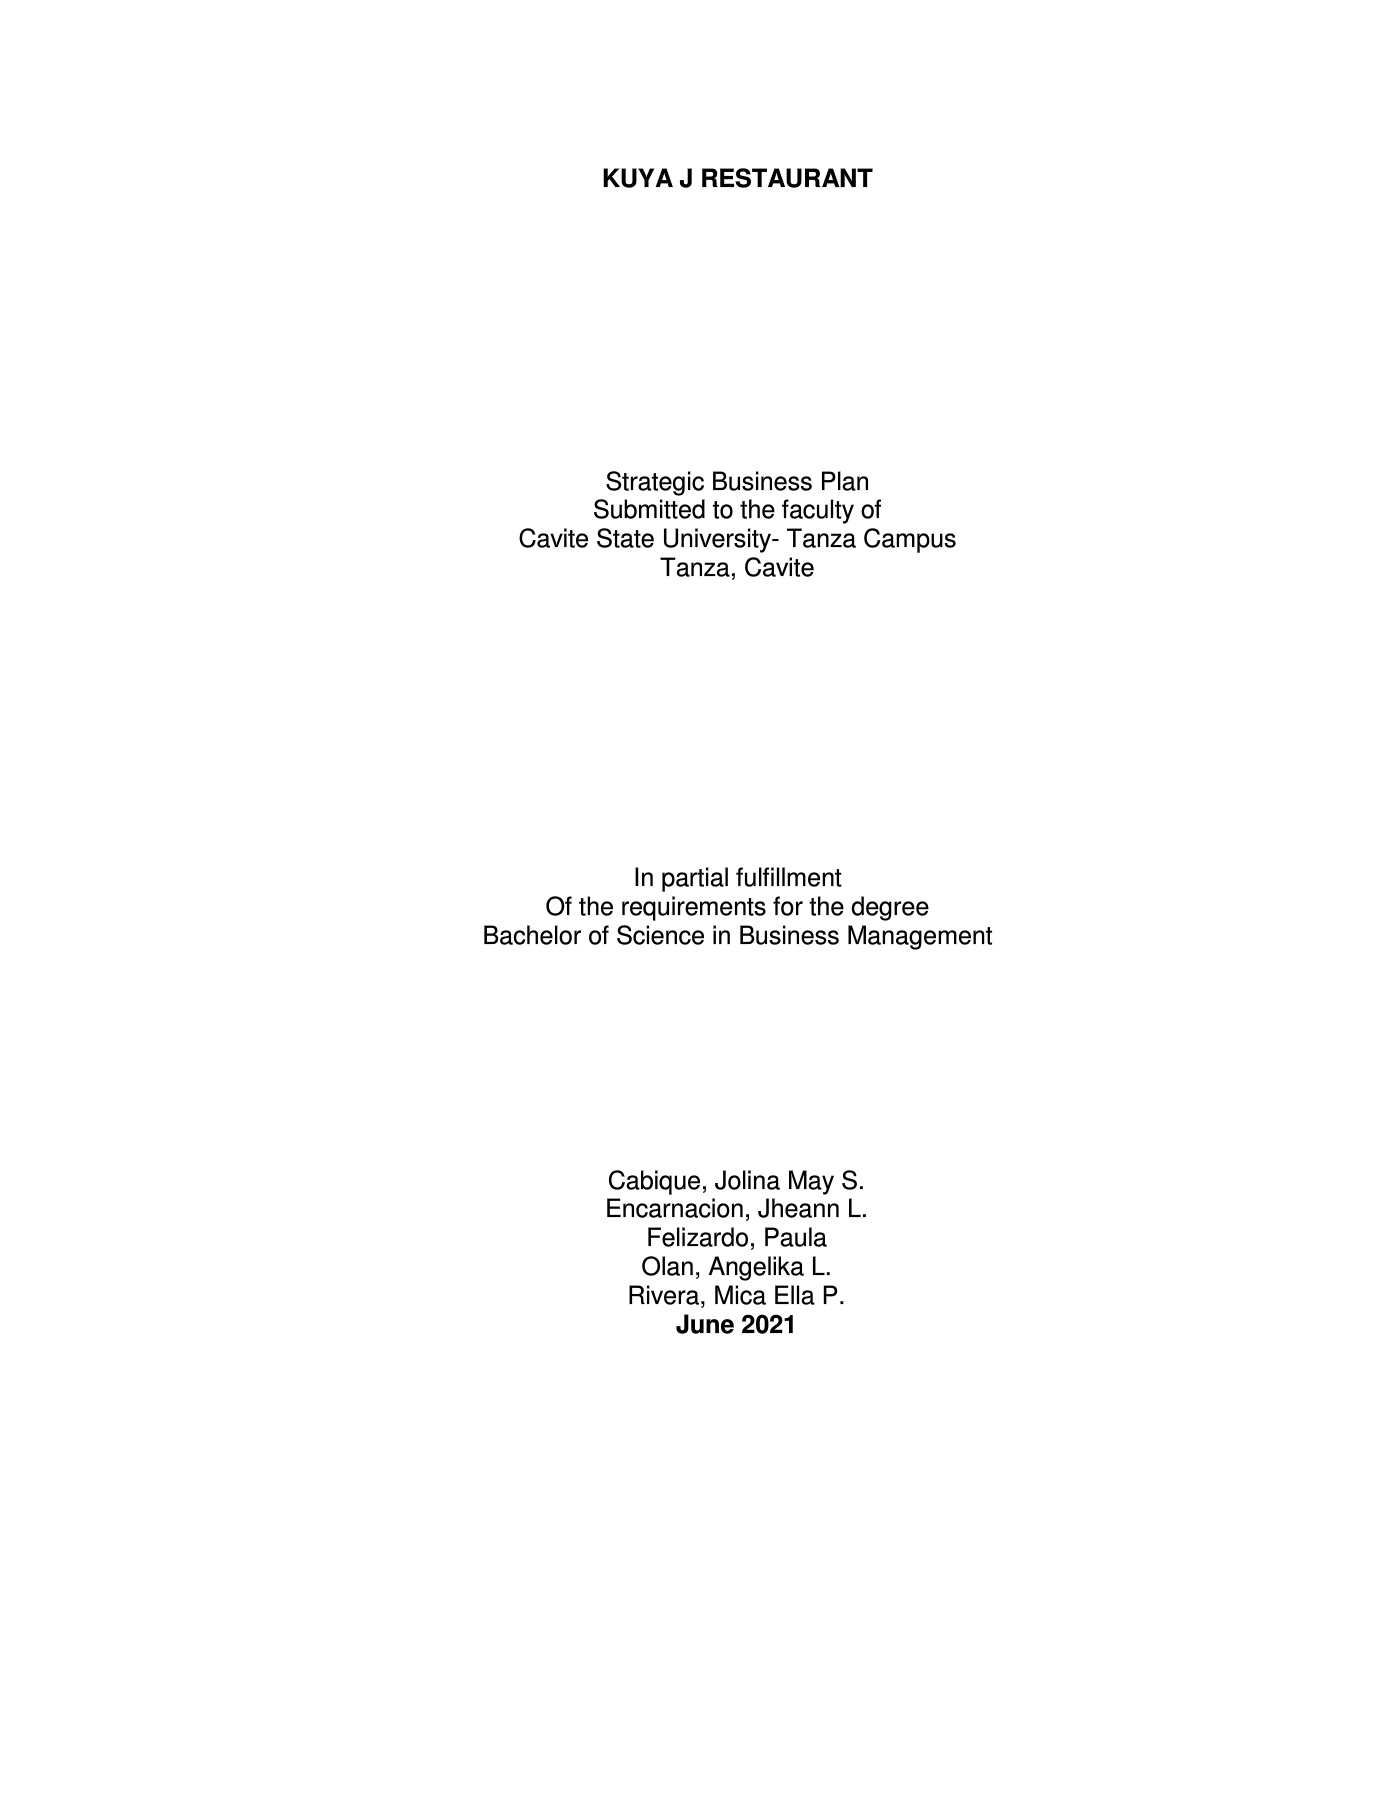 KUYA J RESTAURANT
Strategic Business Plan
Submitted to the faculty of
Cavite State University- Tanza Campus
Tanza, Cavite
In partial fulfillment
Of the requirements for the degree
Bachelor of Science in Business Management
Cabique, Jolina May S.
Encarnacion, Jheann L.
Felizardo, Paula
Olan, Angelika L.
Rivera, Mica Ella P.
June 2021